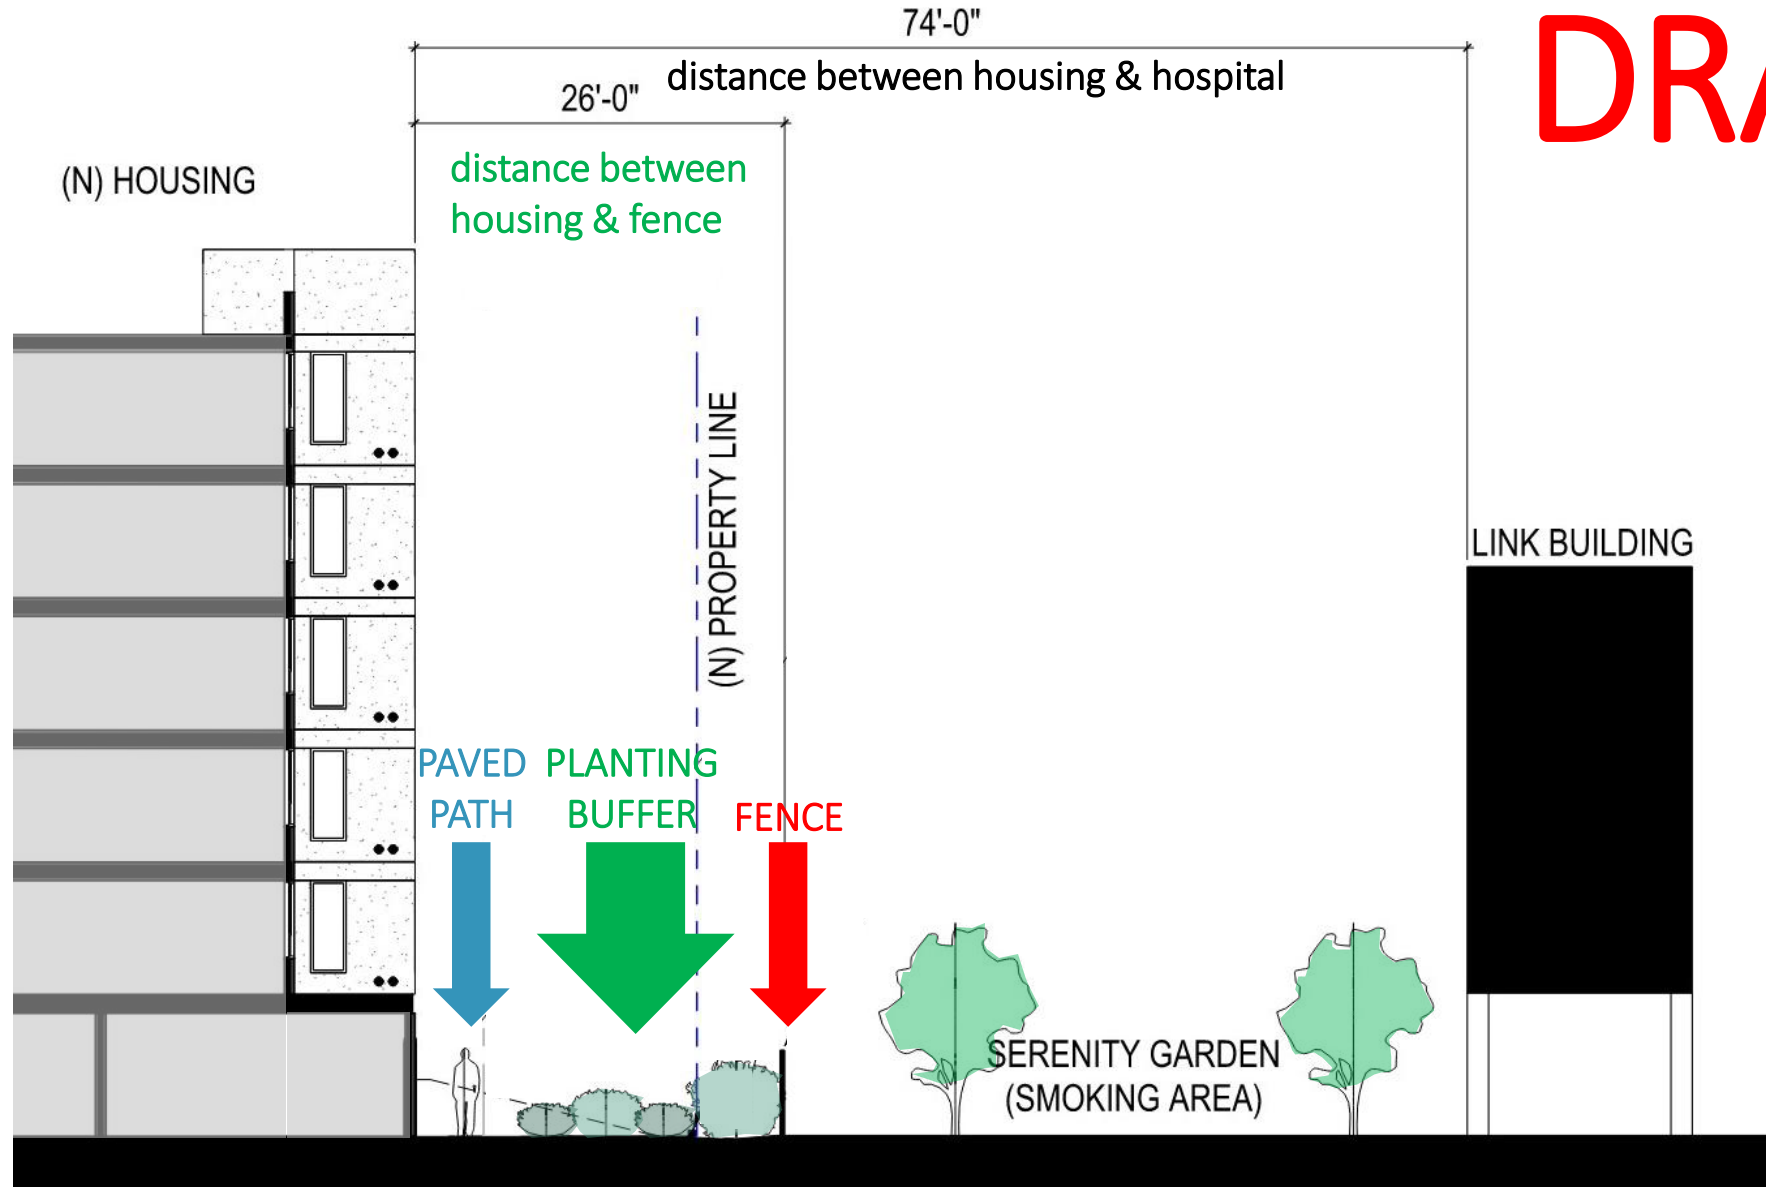 74'-0"
DRA
distance between housing & hospital
26'-0"
distance between
housing & fence
(N) HOUSING
(N) PROPERTY LINE
LINK BUILDING
PAVED
PATH
PLANTING
BUFFER
FENCE
SERENITY GARDEN
(SMOKING AREA)